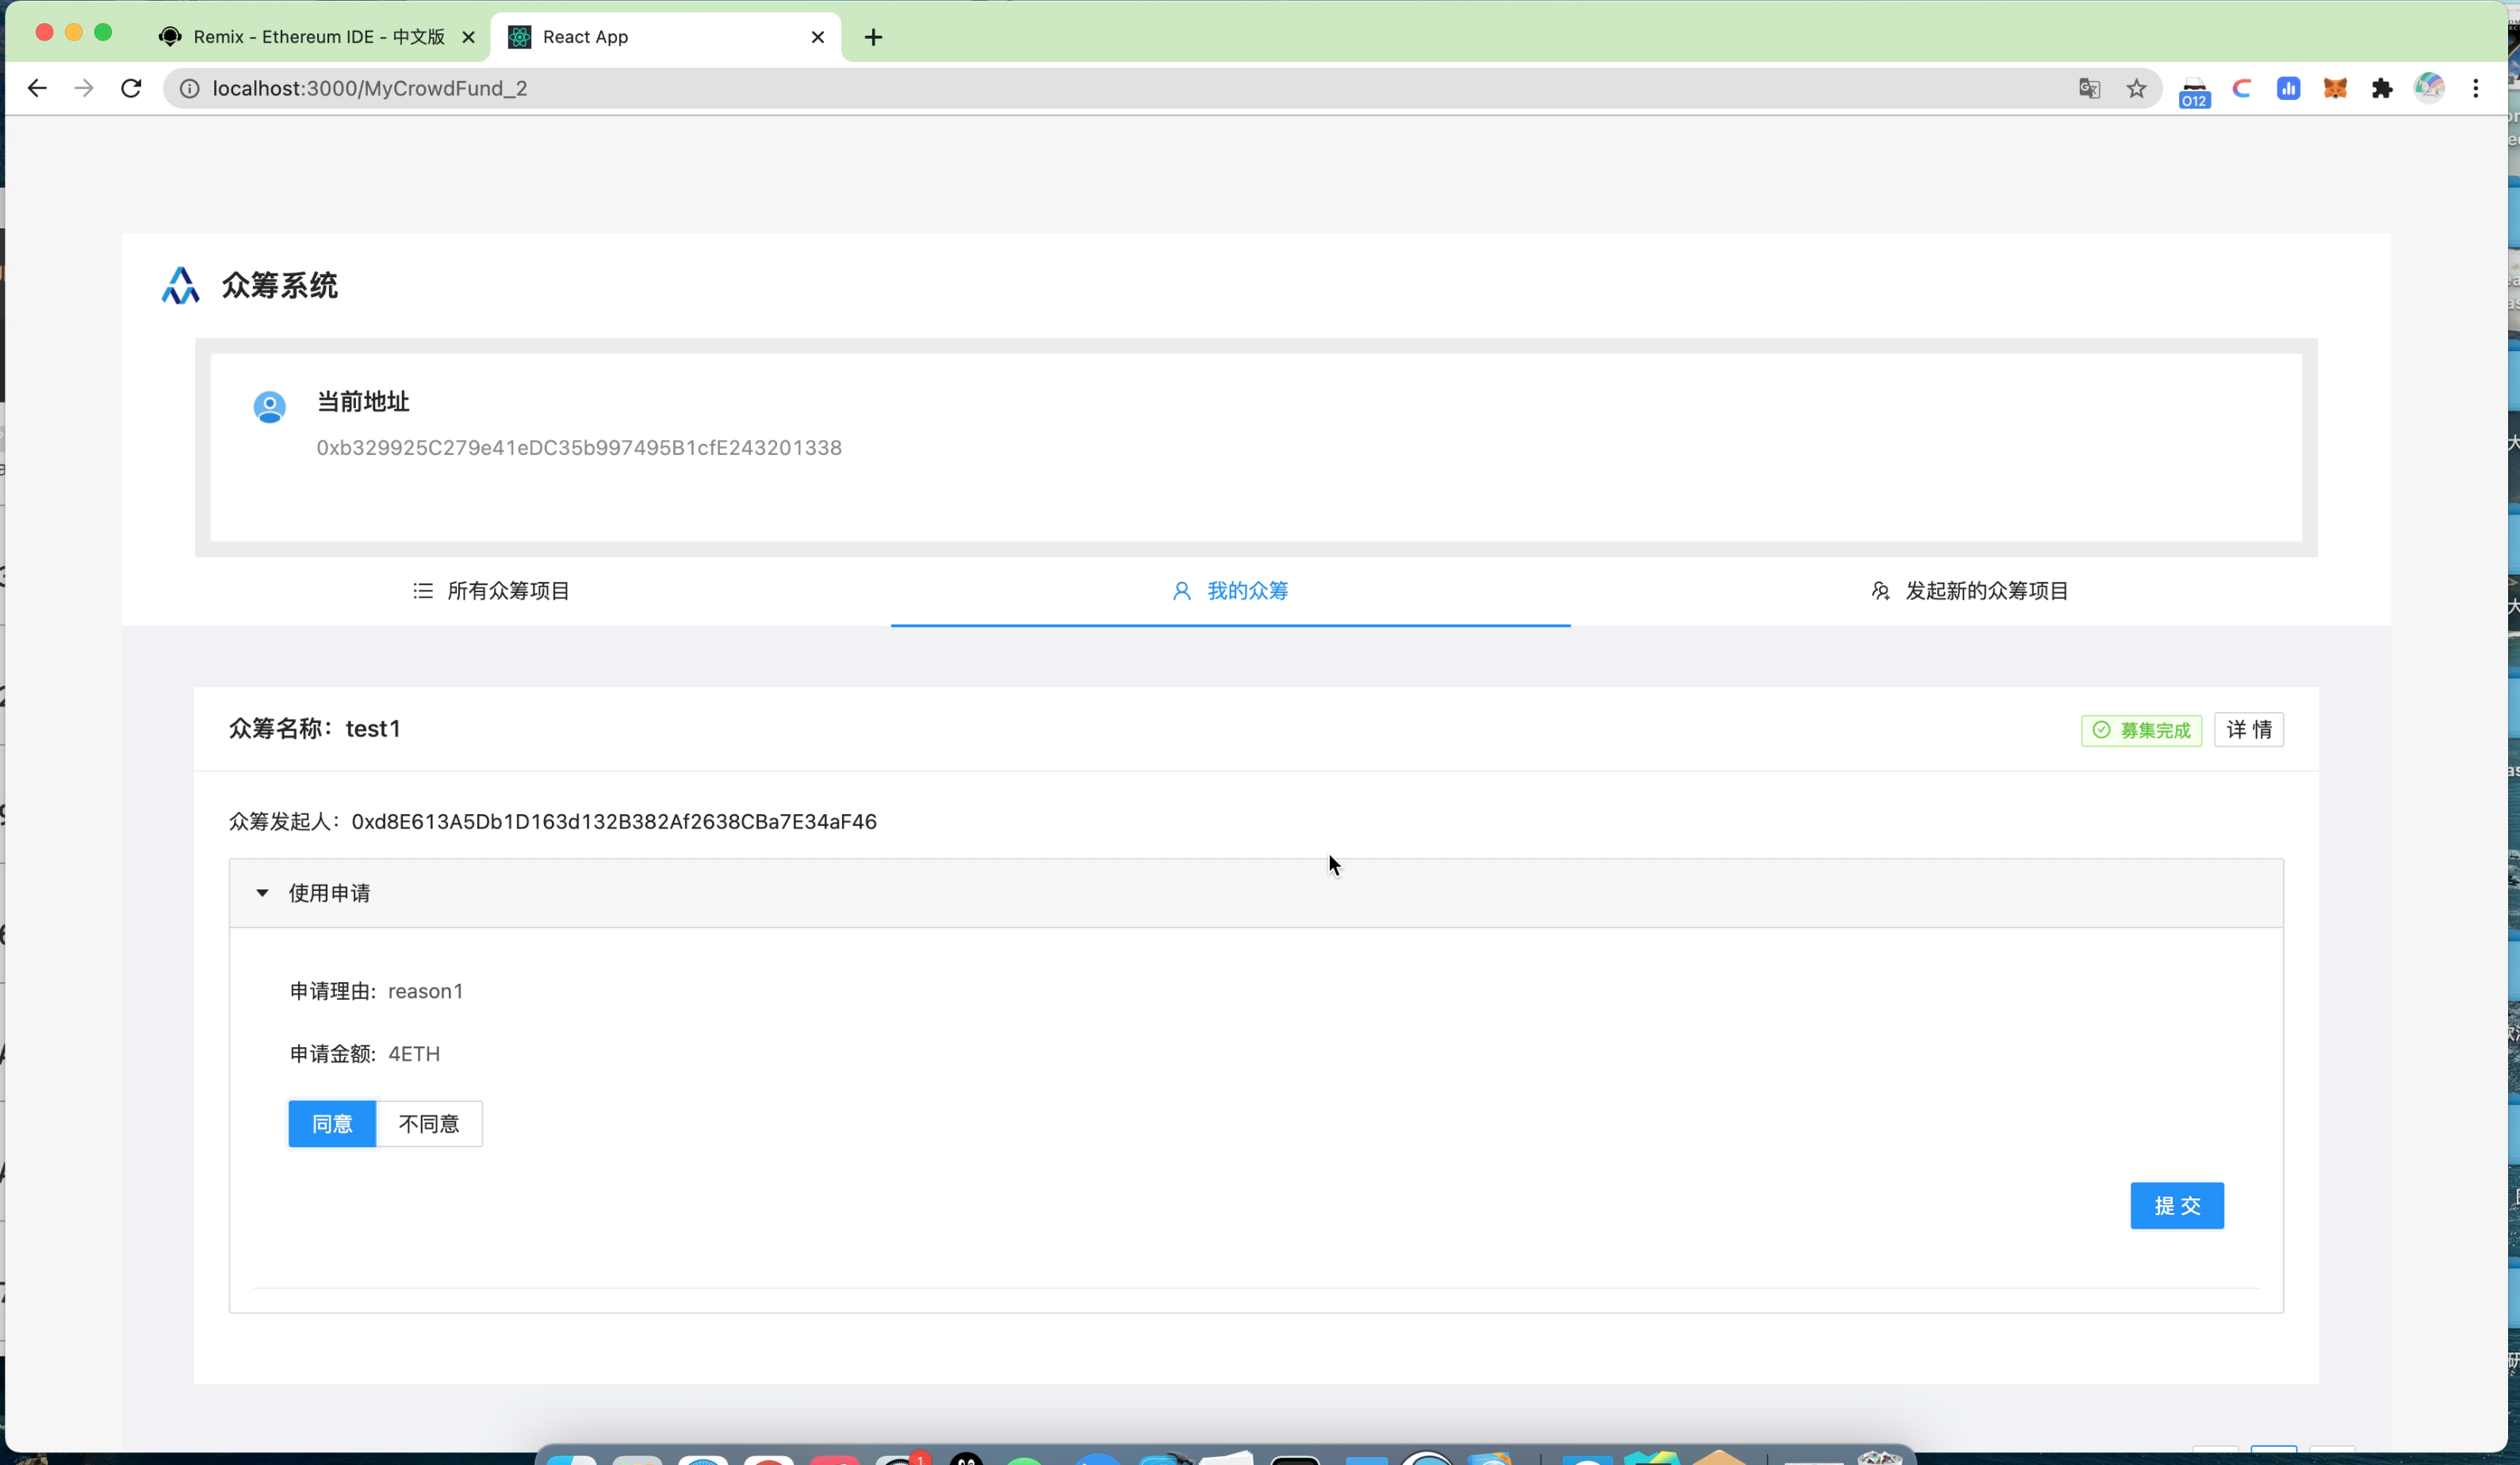 Remix - Ethereum IDE - 中文版
React App
localhost:3000/MyCrowdFund_2
012
众筹系统
当前地址
0xb329925C279e41eDC35b997495B1cfE243201338
所有众筹项目
我的众筹
发起新的众筹项目
众筹名称：test1
募集完成
详 情
众筹发起人：0xd8E613A5Db1D163d132B382Af2638CBa7E34aF46
使用申请
申请理由: reason1
申请金额: 4ETH
同意
不同意
提 交
1